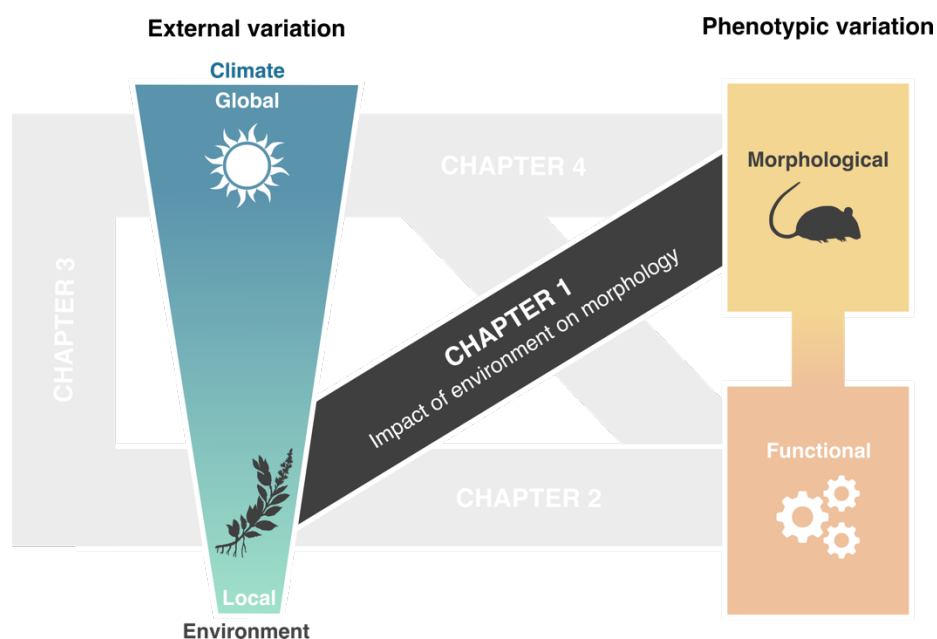 External variation
Phenotypic variation
Climate
Global
CHAPTER 4
Morphological
CHAPTER 3
CHAPTER 1
Impact of environment on morphology
Functional
CHAPTER 2
Local
Environment